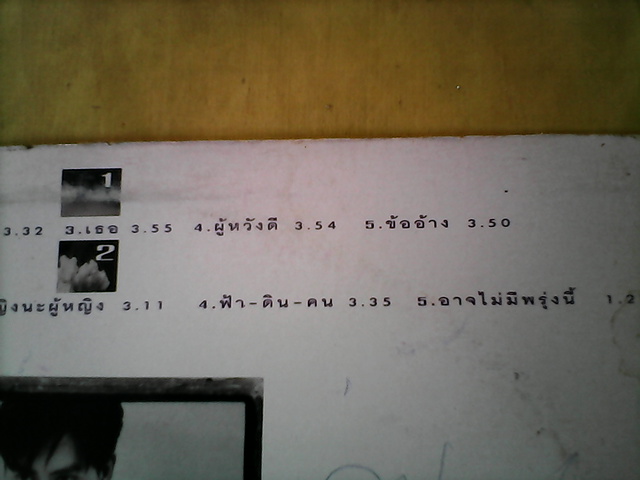 1
3.32 3.เธอ 3.55 4.ผู้หวังดี 3.54 5.ข้ออ้าง 3.50
2
ญิงนะผู้หญิง 3.11 4.ฟ้า-ดิน-คน 3.35 5.อาจไม่มีพรุ่งนี้ 1.2